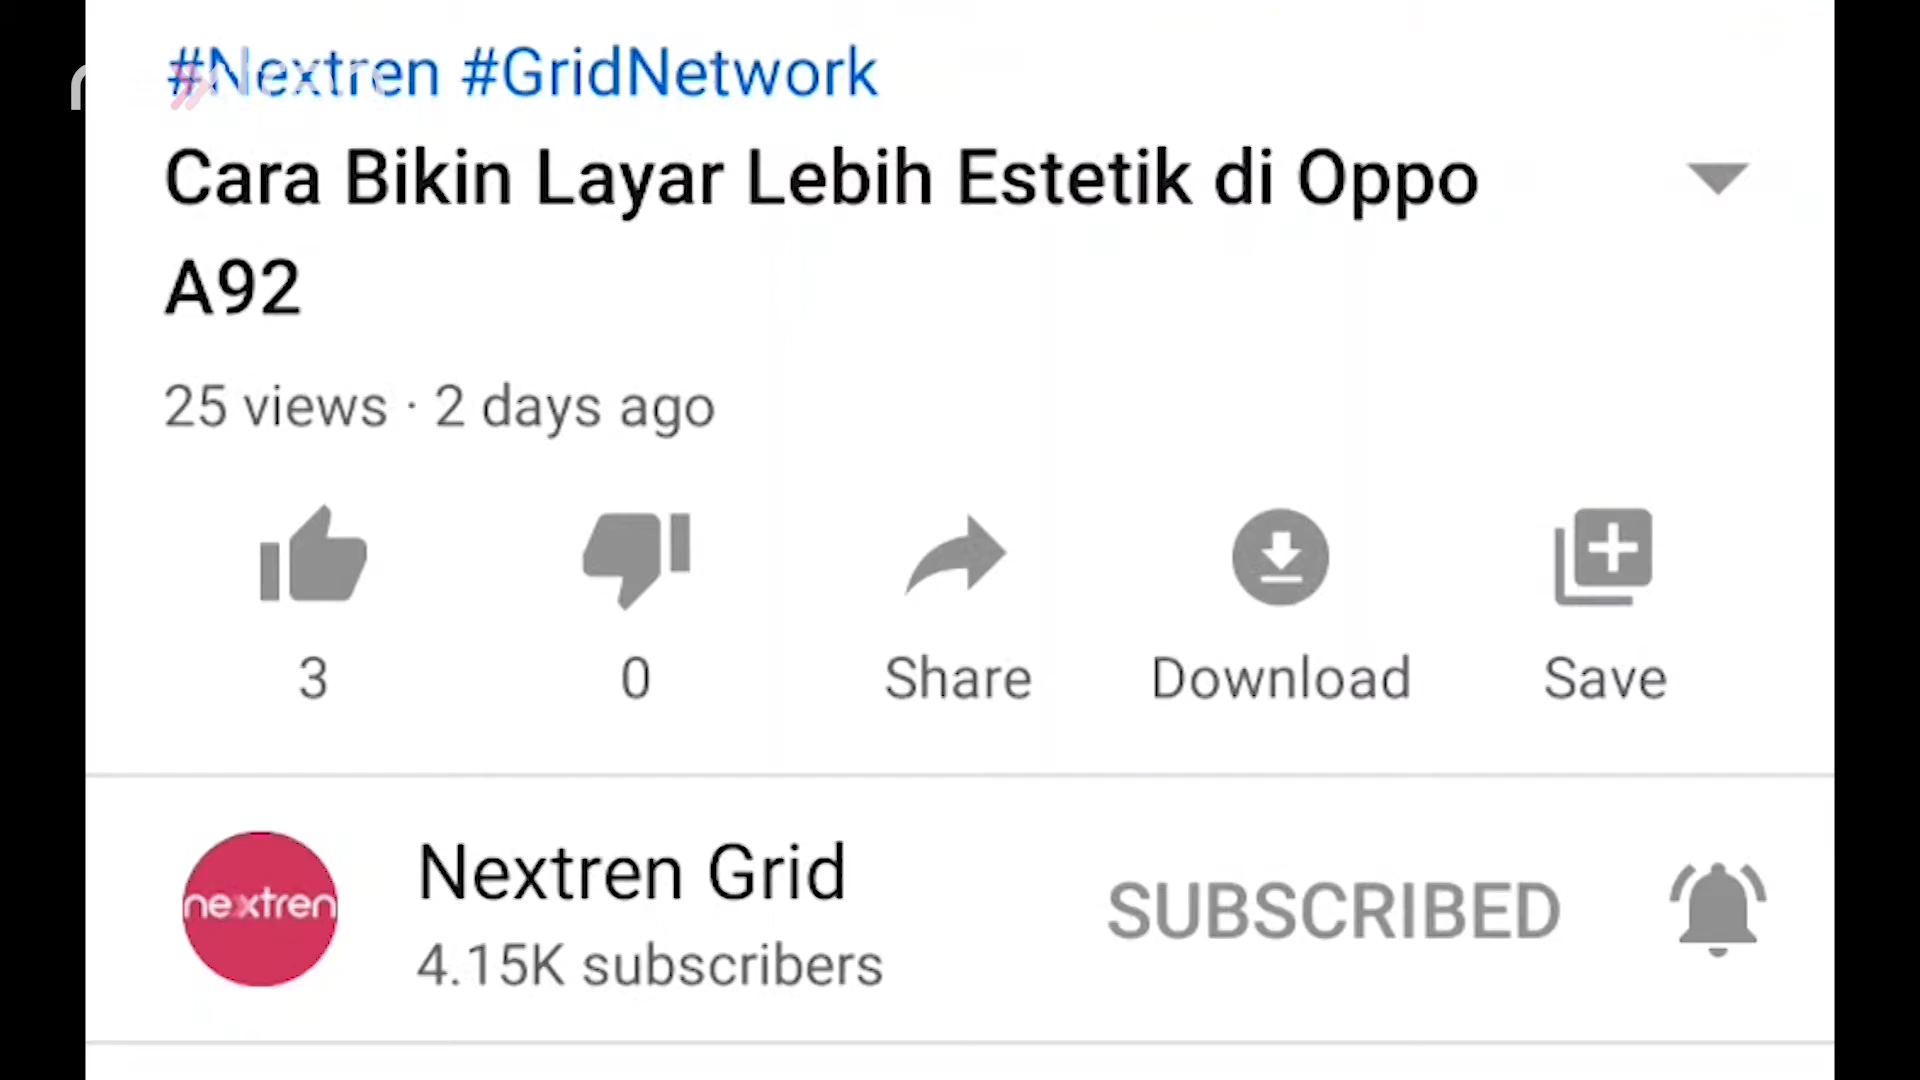 #Nextren #GridNetwork
Cara Bikin Layar Lebih Estetik di Oppo
A92
25 views · 2 days ago
3
0
Share
Download
Save
nextren
Nextren Grid
4.15K subscribers
SUBSCRIBED